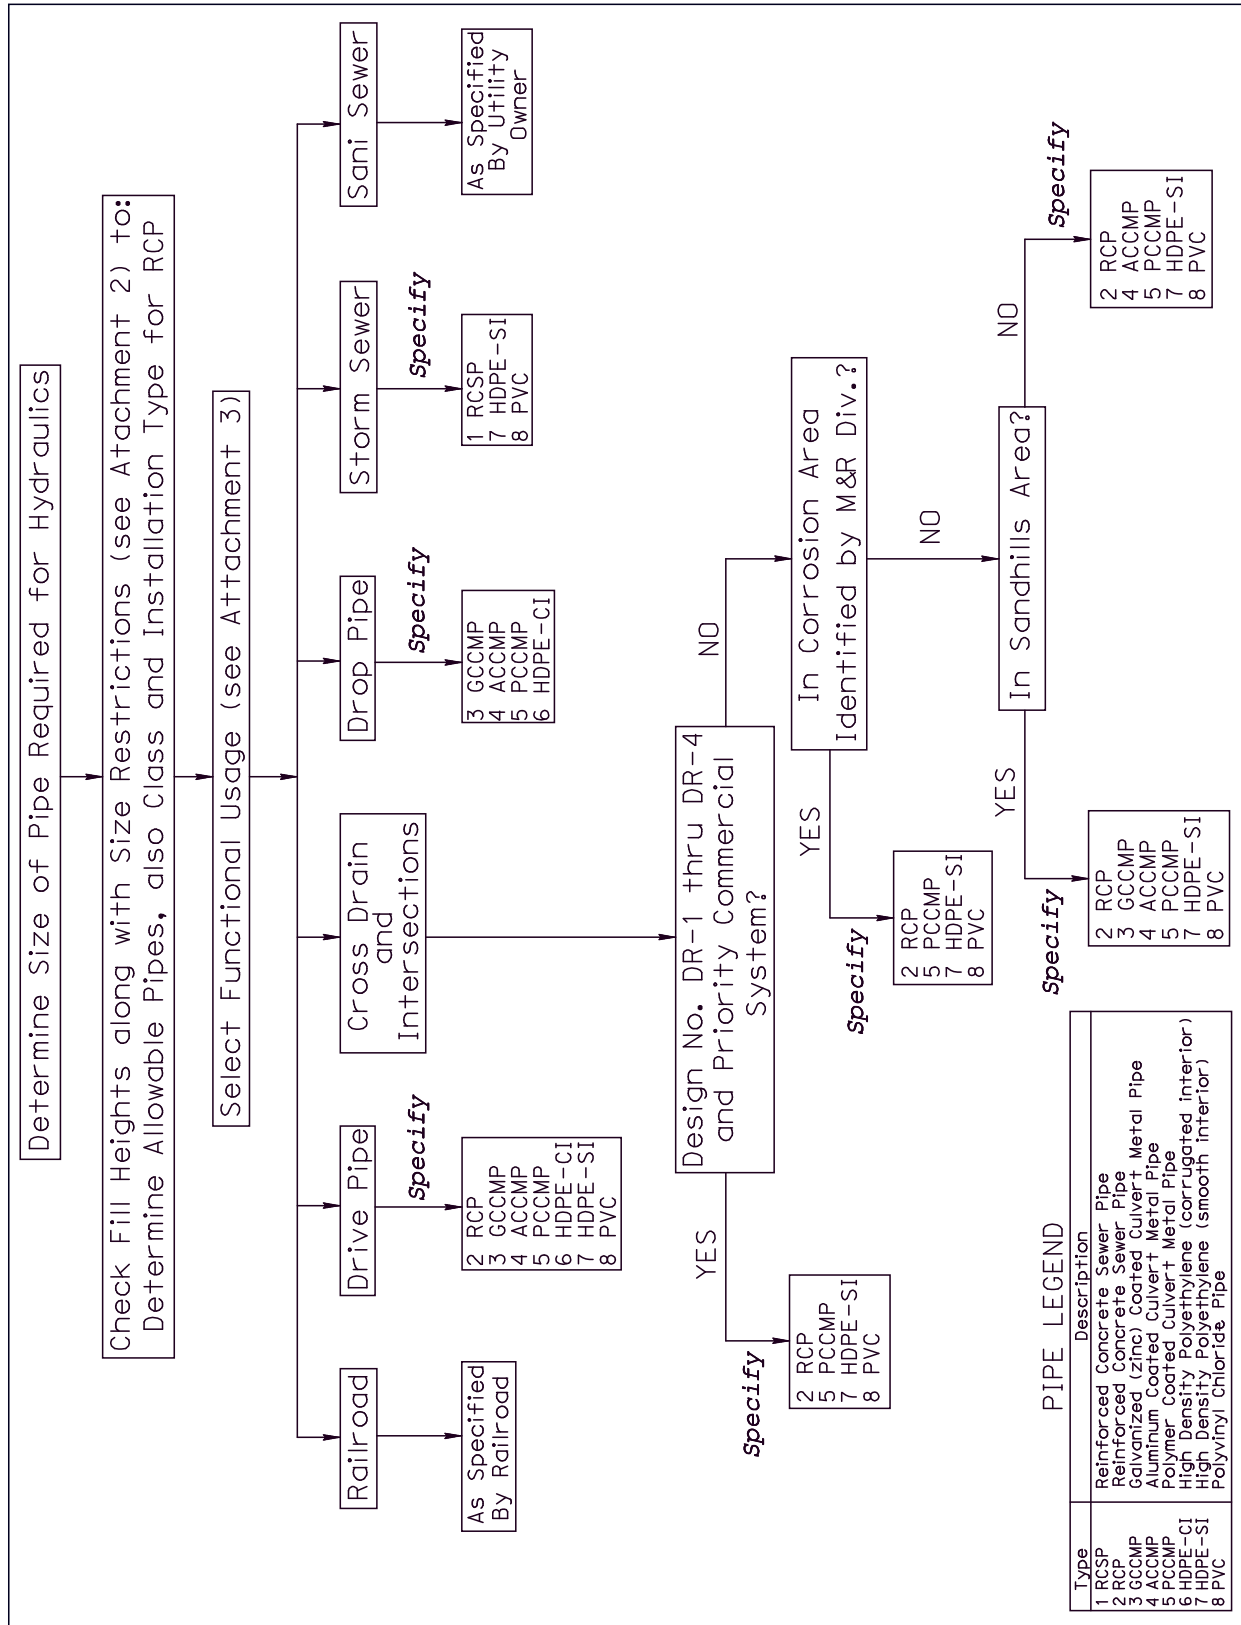 Determine Size of Pipe Required for Hydraulics
Check Fill Heights along with Size Restrictions (see Attachment 2) to:
Determine Allowable Pipes, also Class and Installation Type for RCP
Select Functional Usage (see Attachment 3)
Railroad
As Specified
By Railroad
Drive Pipe
Specify
2 RCP
3 GCCMP
4 ACCMP
5 PCCMP
6 HDPE-CI
7 HDPE-SI
8 PVC
Cross Drain
and
Intersections
Drop Pipe
Specify
3 GCCMP
4 ACCMP
5 PCCMP
6 HDPE-CI
Storm Sewer
Specify
1 RCSP
7 HDPE-SI
8 PVC
Sani Sewer
As Specified
By Utility
Owner
Design No. DR-1 thru DR-4
and Priority Commercial
System?
YES
Specify
2 RCP
5 PCCMP
7 HDPE-SI
8 PVC
NO
In Corrosion Area
Identified by M&R Div.?
YES
Specify
2 RCP
5 PCCMP
7 HDPE-SI
8 PVC
NO
In Sandhills Area?
YES
Specify
2 RCP
3 GCCMP
4 ACCMP
5 PCCMP
7 HDPE-SI
8 PVC
NO
Specify
2 RCP
4 ACCMP
5 PCCMP
7 HDPE-SI
8 PVC
PIPE LEGEND
Type Description
1 RCSP Reinforced Concrete Sewer Pipe
2 RCP Reinforced Concrete Sewer Pipe
3 GCCMP Galvanized (zinc) Coated Culvert Metal Pipe
4 ACCMP Aluminum Coated Culvert Metal Pipe
5 PCCMP Polymer Coated Culvert Metal Pipe
6 HDPE-CI High Density Polyethylene (corrugated interior)
7 HDPE-SI High Density Polyethylene (smooth interior)
8 PVC Polyvinyl Chloride Pipe